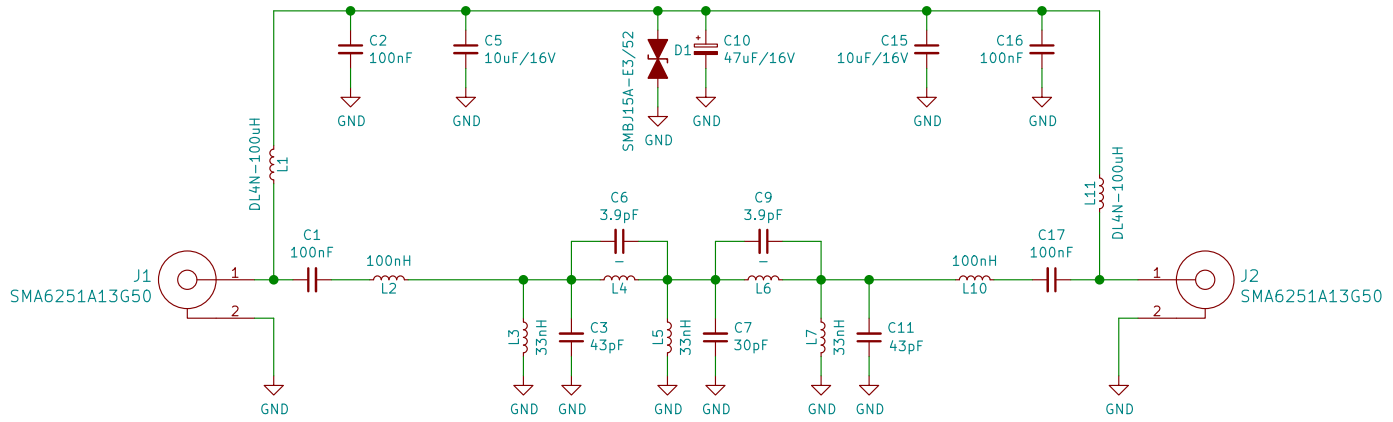 C2
100nF
GND
C5
10uF/16V
GND
SMBJ15A-E3/52
D1
GND
+
C10
47uF/16V
GND
C15
10uF/16V
GND
C16
100nF
GND
DL4N-100uH
L1
L11
DL4N-100uH
C6
3.9pF
C9
3.9pF
J1
SMA6251A13G50
1
2
GND
C1
100nF
100nH
L2
L3
33nH
GND
C3
43pF
GND
–
L4
L5
33nH
GND
C7
30pF
GND
–
L6
L7
33nH
GND
C11
43pF
GND
100nH
L10
C17
100nF
1
2
GND
J2
SMA6251A13G50